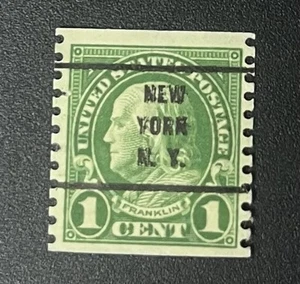 UNITED STATES POSTAGE
NEW
YORK
N. Y.
FRANKLIN
1 CENT 1